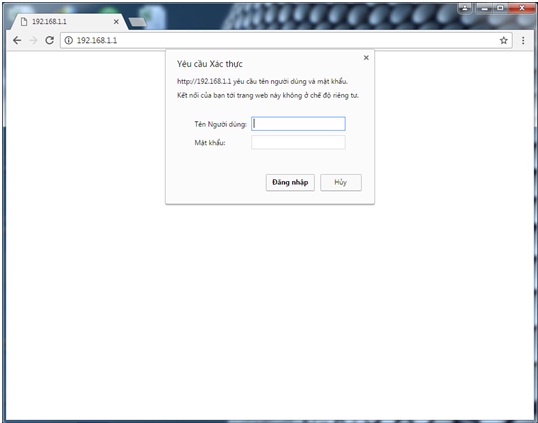 192.168.1.1
192.168.1.1
Yêu cầu Xác thực
http://192.168.1.1 yêu cầu tên người dùng và mật khẩu.
Kết nối của bạn tới trang web này không ở chế độ riêng tư.
Tên Người dùng:
Mật khẩu:
Đăng nhập Hủy